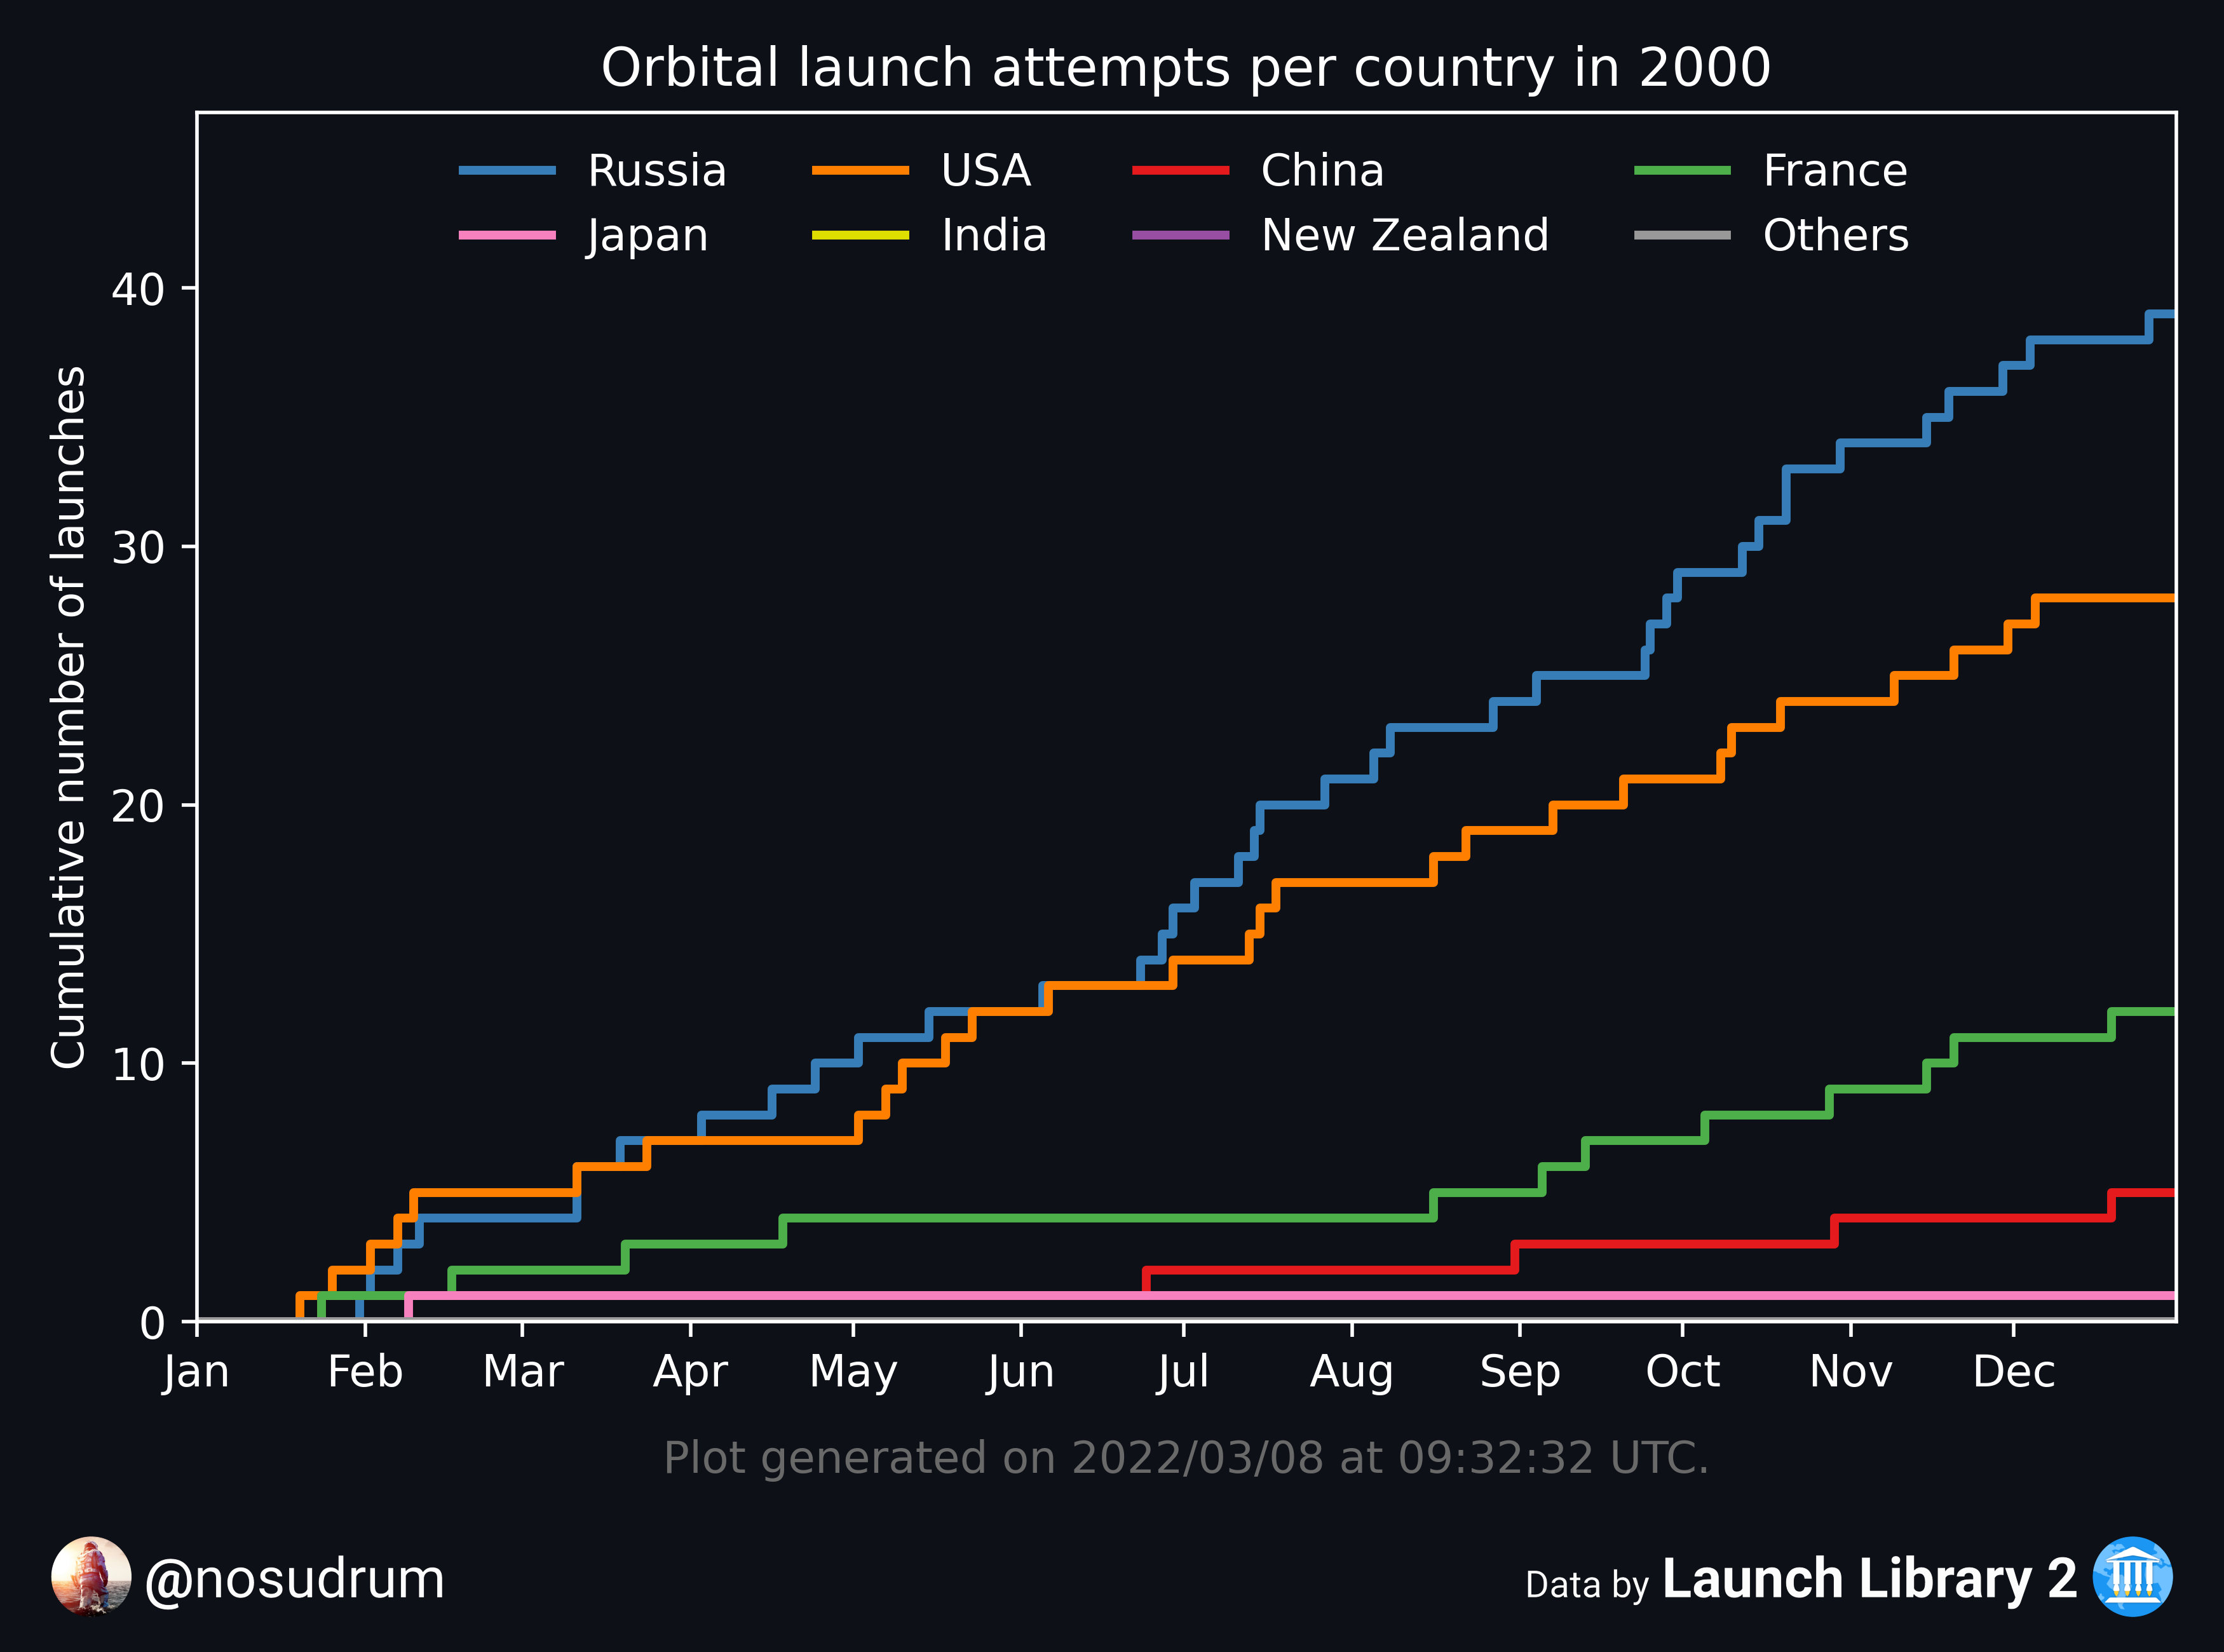 Orbital launch attempts per country in 2000
Russia USA China France
Japan India New Zealand Others
Cumulative number of launches
40
30
20
10
0
Jan Feb Mar Apr May Jun Jul Aug Sep Oct Nov Dec
Plot generated on 2022/03/08 at 09:32:32 UTC.
@nosudrum
Data by Launch Library 2